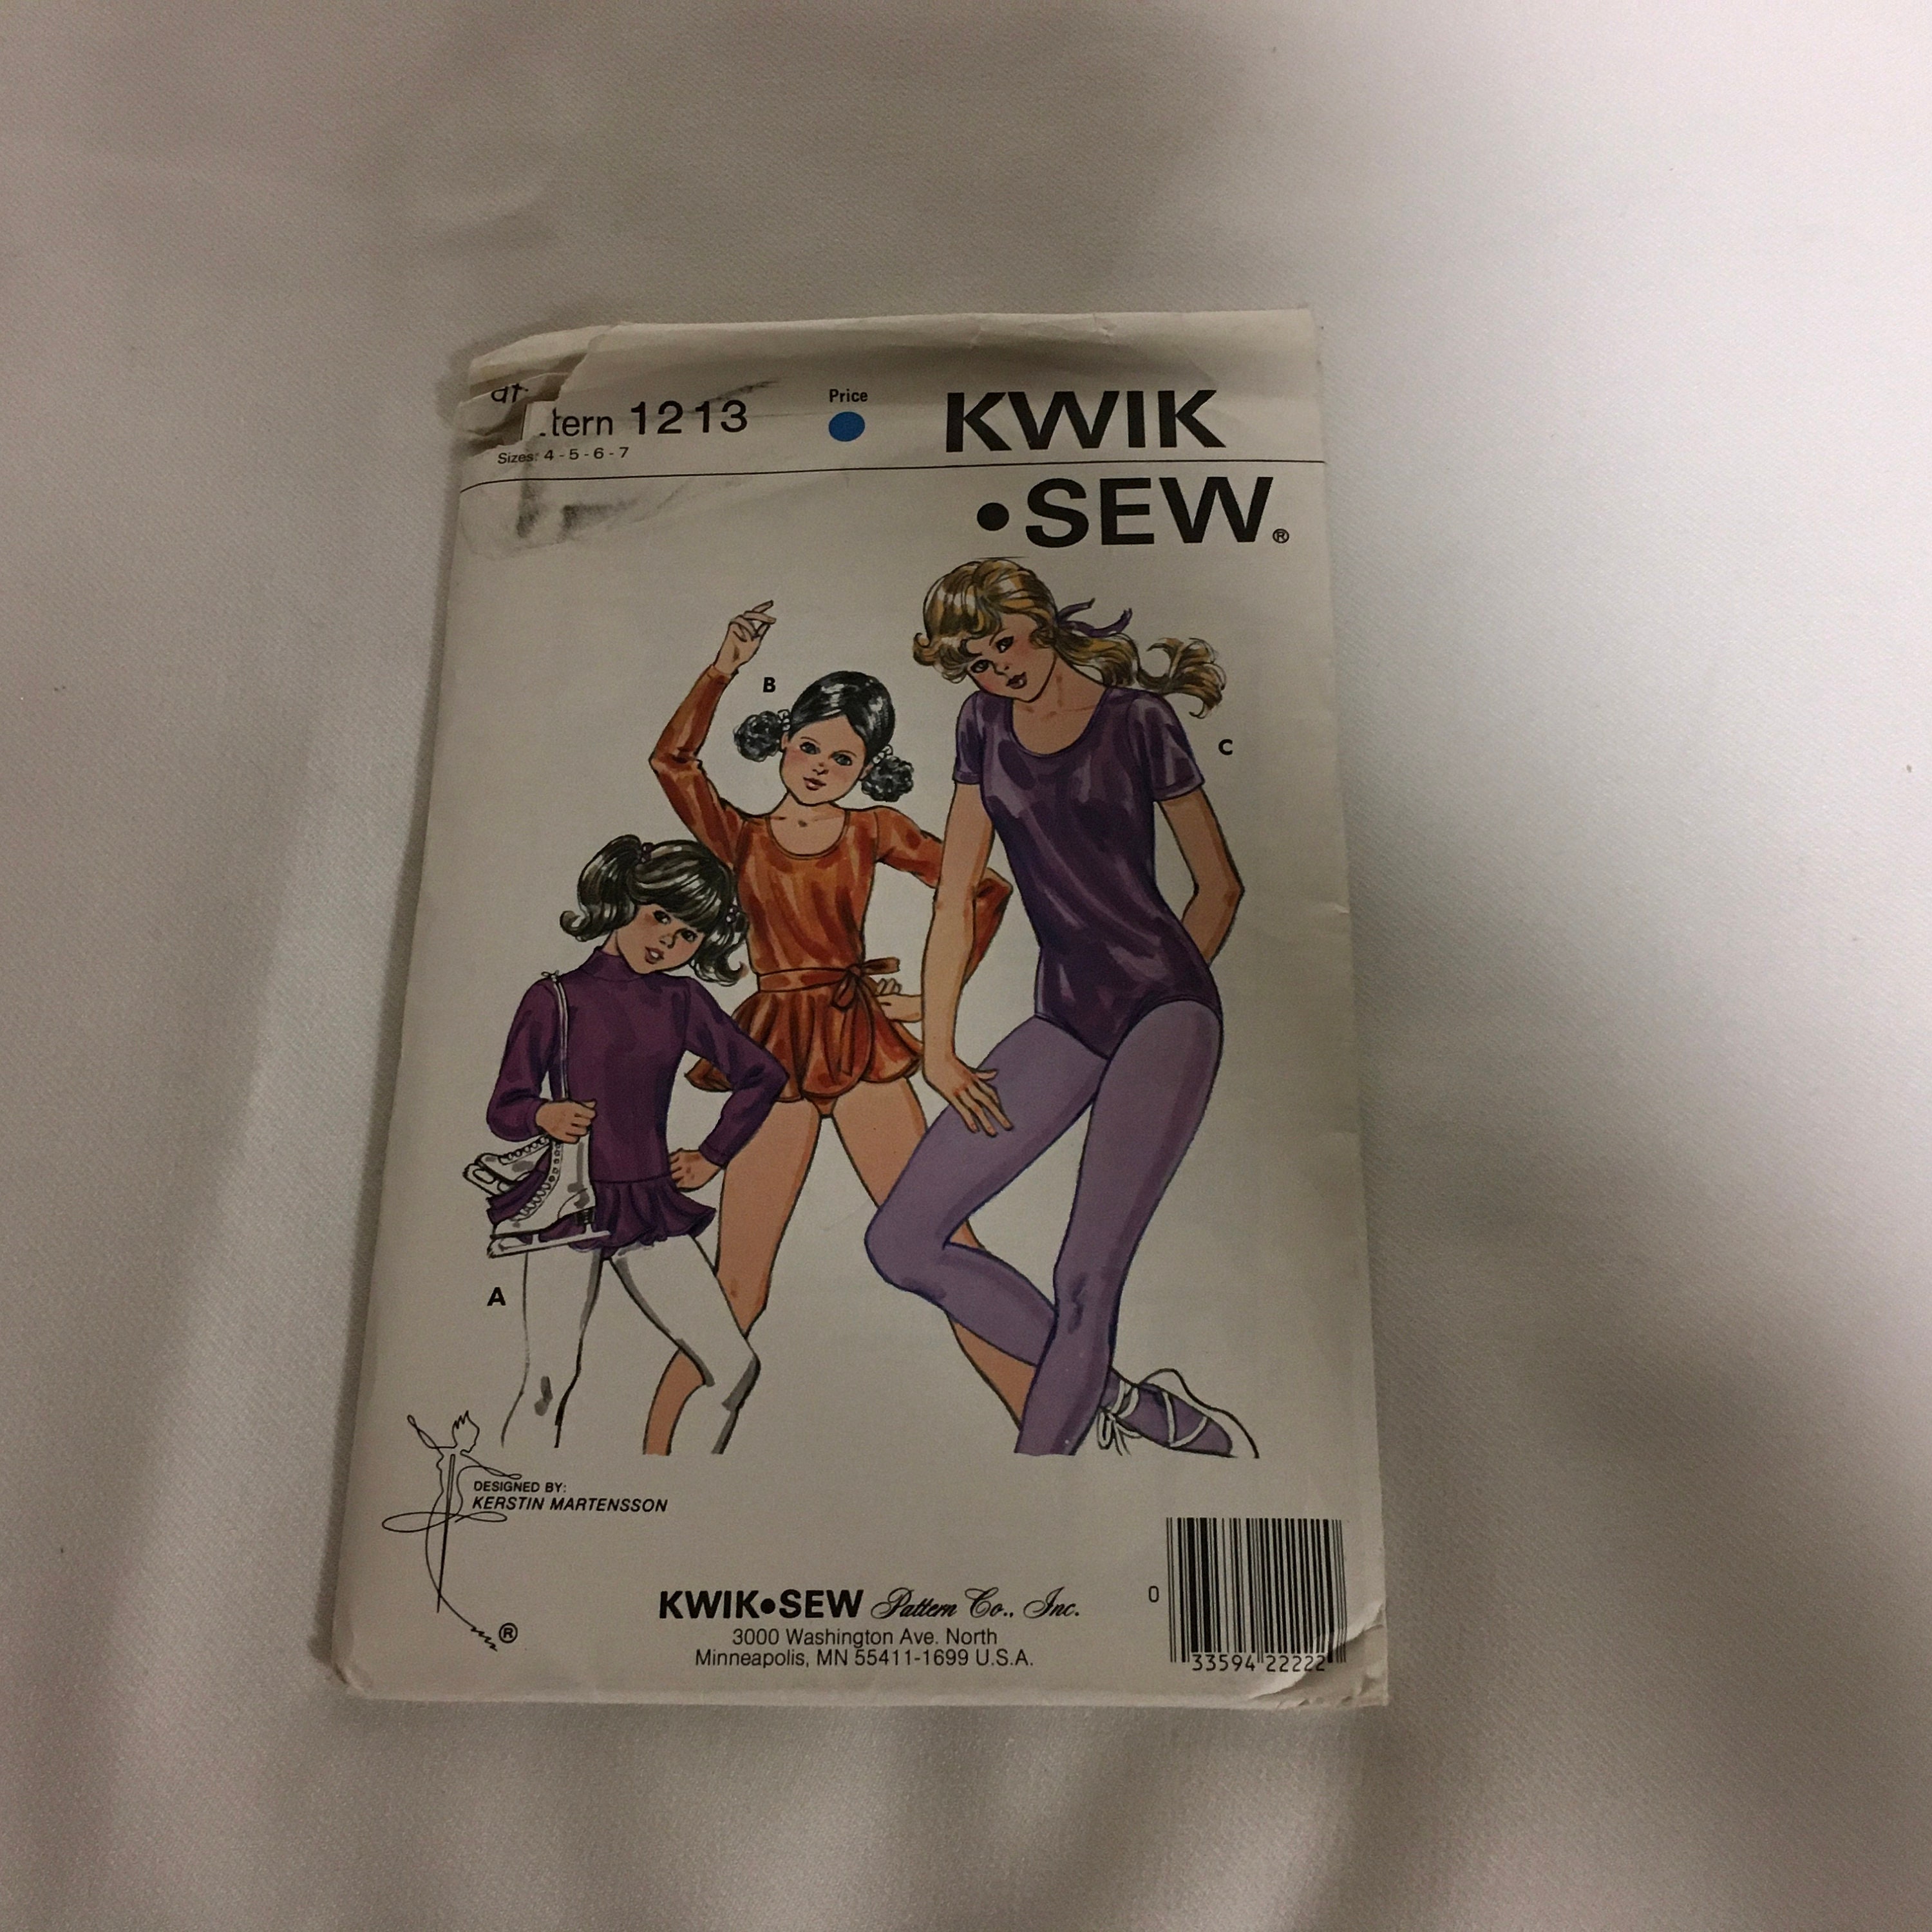 Pattern 1213
Sizes: 4 - 5 - 6 - 7
Price
KWIK
•SEW®
B
C
A
DESIGNED BY:
KERSTIN MARTENSSON
®
KWIK•SEW Pattern Co., Inc.
3000 Washington Ave. North
Minneapolis, MN 55411-1699 U.S.A.
0 33594 22222